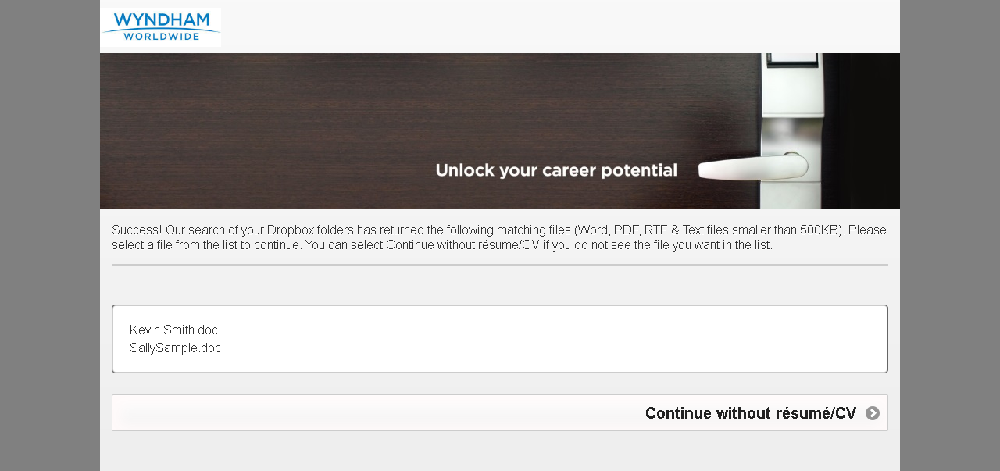 WYNDHAM
WORLDWIDE
Unlock your career potential
Success! Our search of your Dropbox folders has returned the following matching files (Word, PDF, RTF & Text files smaller than 500KB). Please
select a file from the list to continue. You can select Continue without résumé/CV if you do not see the file you want in the list.
Kevin Smith.doc
SallySample.doc
Continue without résumé/CV